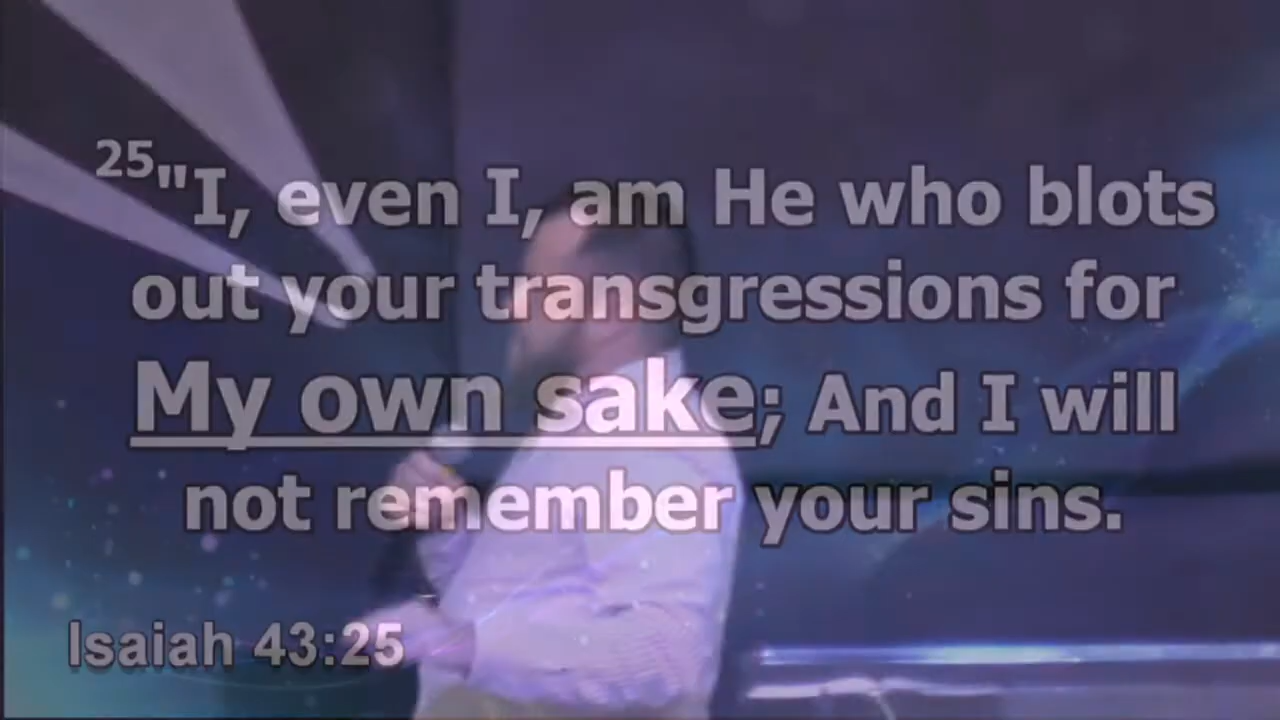 25"I, even I, am He who blots
out your transgressions for
My own sake; And I will
not remember your sins.
Isaiah 43:25